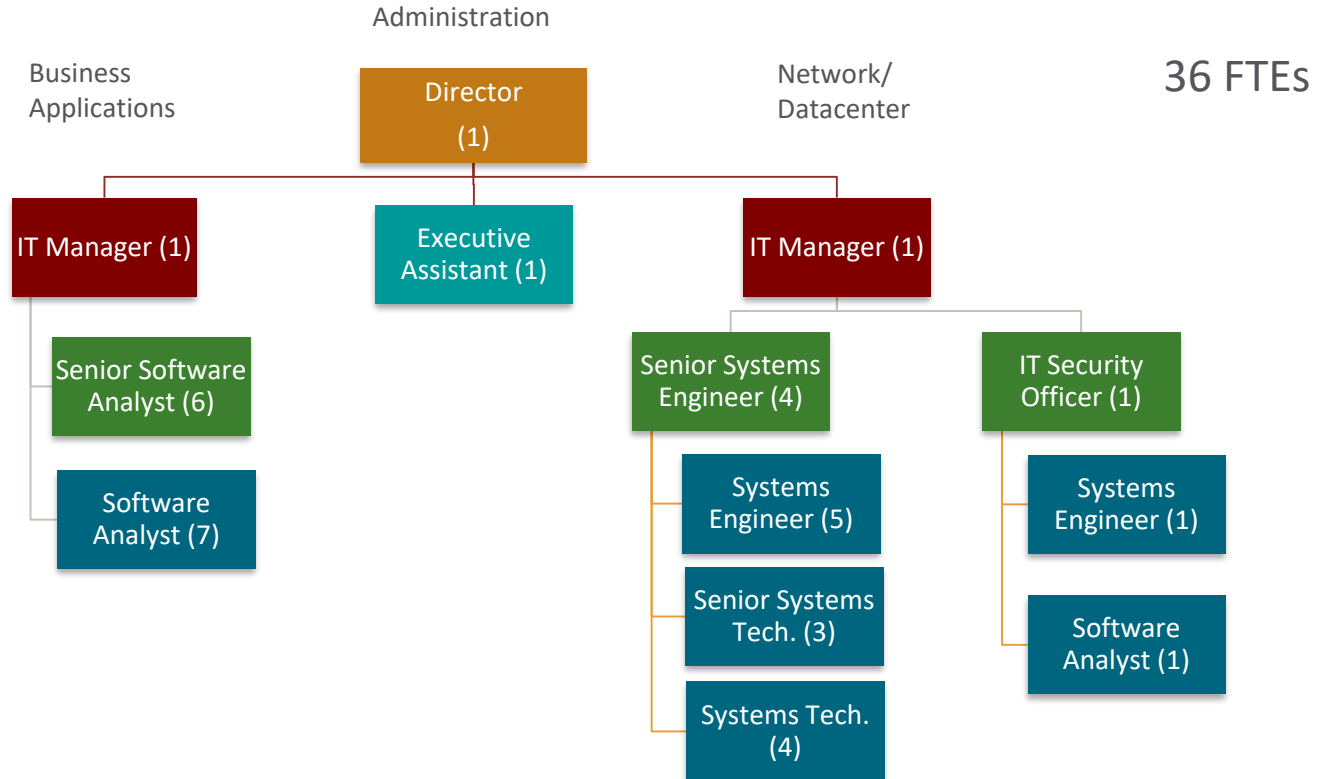 Administration
Business
Applications
Director
(1)
Network/
Datacenter
36 FTEs
IT Manager (1)
Executive
Assistant (1)
IT Manager (1)
Senior Software
Analyst (6)
Senior Systems
Engineer (4)
IT Security
Officer (1)
Software
Analyst (7)
Systems
Engineer (5)
Systems
Engineer (1)
Senior Systems
Tech. (3)
Software
Analyst (1)
Systems Tech.
(4)